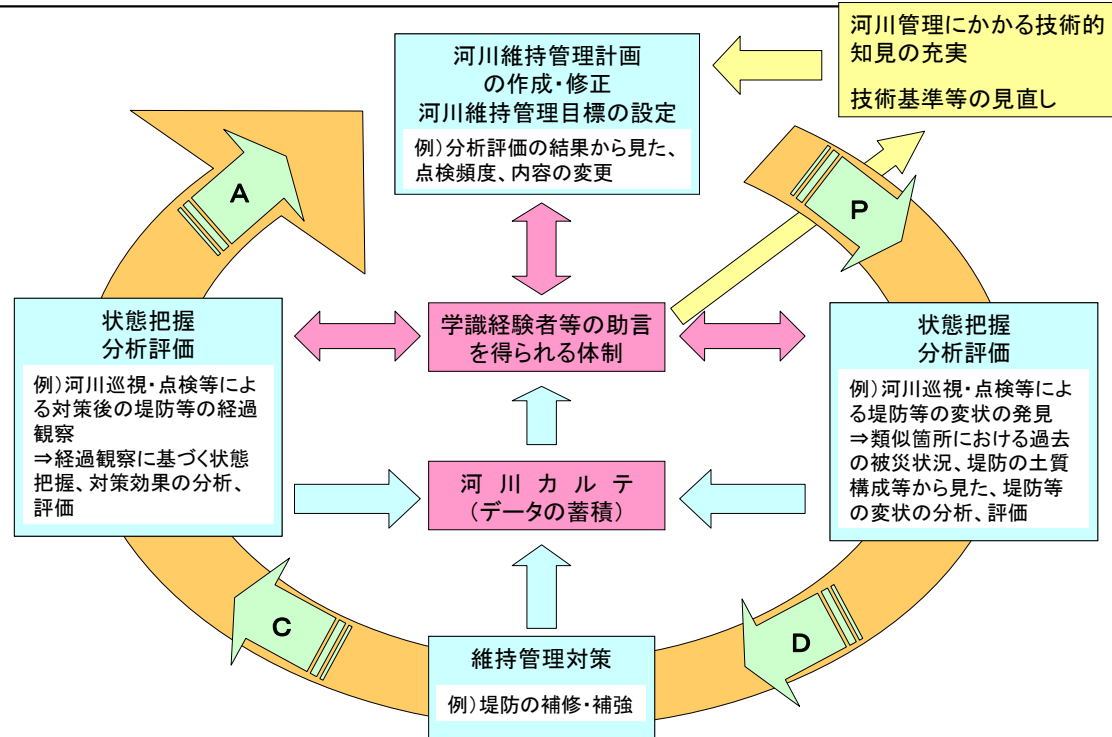 河川管理にかかる技術的
知見の充実
技術基準等の見直し
河川維持管理計画
の作成・修正
河川維持管理目標の設定
例)分析評価の結果から見た、
点検頻度、内容の変更
A
P
状態把握
分析評価
例)河川巡視・点検等によ
る対策後の堤防等の経過
観察
⇒経過観察に基づく状態
把握、対策効果の分析、
評価
学識経験者等の助言
を得られる体制
状態把握
分析評価
例)河川巡視・点検等によ
る堤防等の変状の発見
⇒類似箇所における過去
の被災状況、堤防の土質
構成等から見た、堤防等
の変状の分析、評価
河川カルテ
(データの蓄積)
C
D
維持管理対策
例)堤防の補修・補強